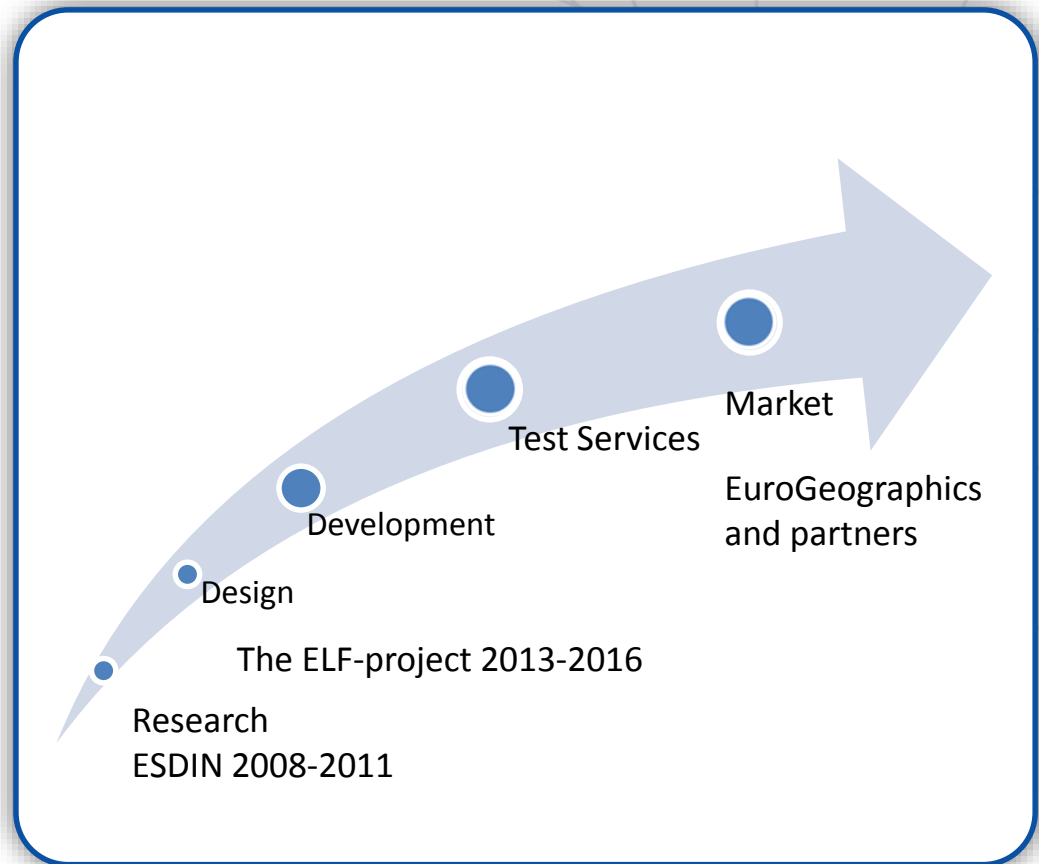 Market
Test Services
EuroGeographics
and partners
Development
Design
The ELF-project 2013-2016
Research
ESDIN 2008-2011